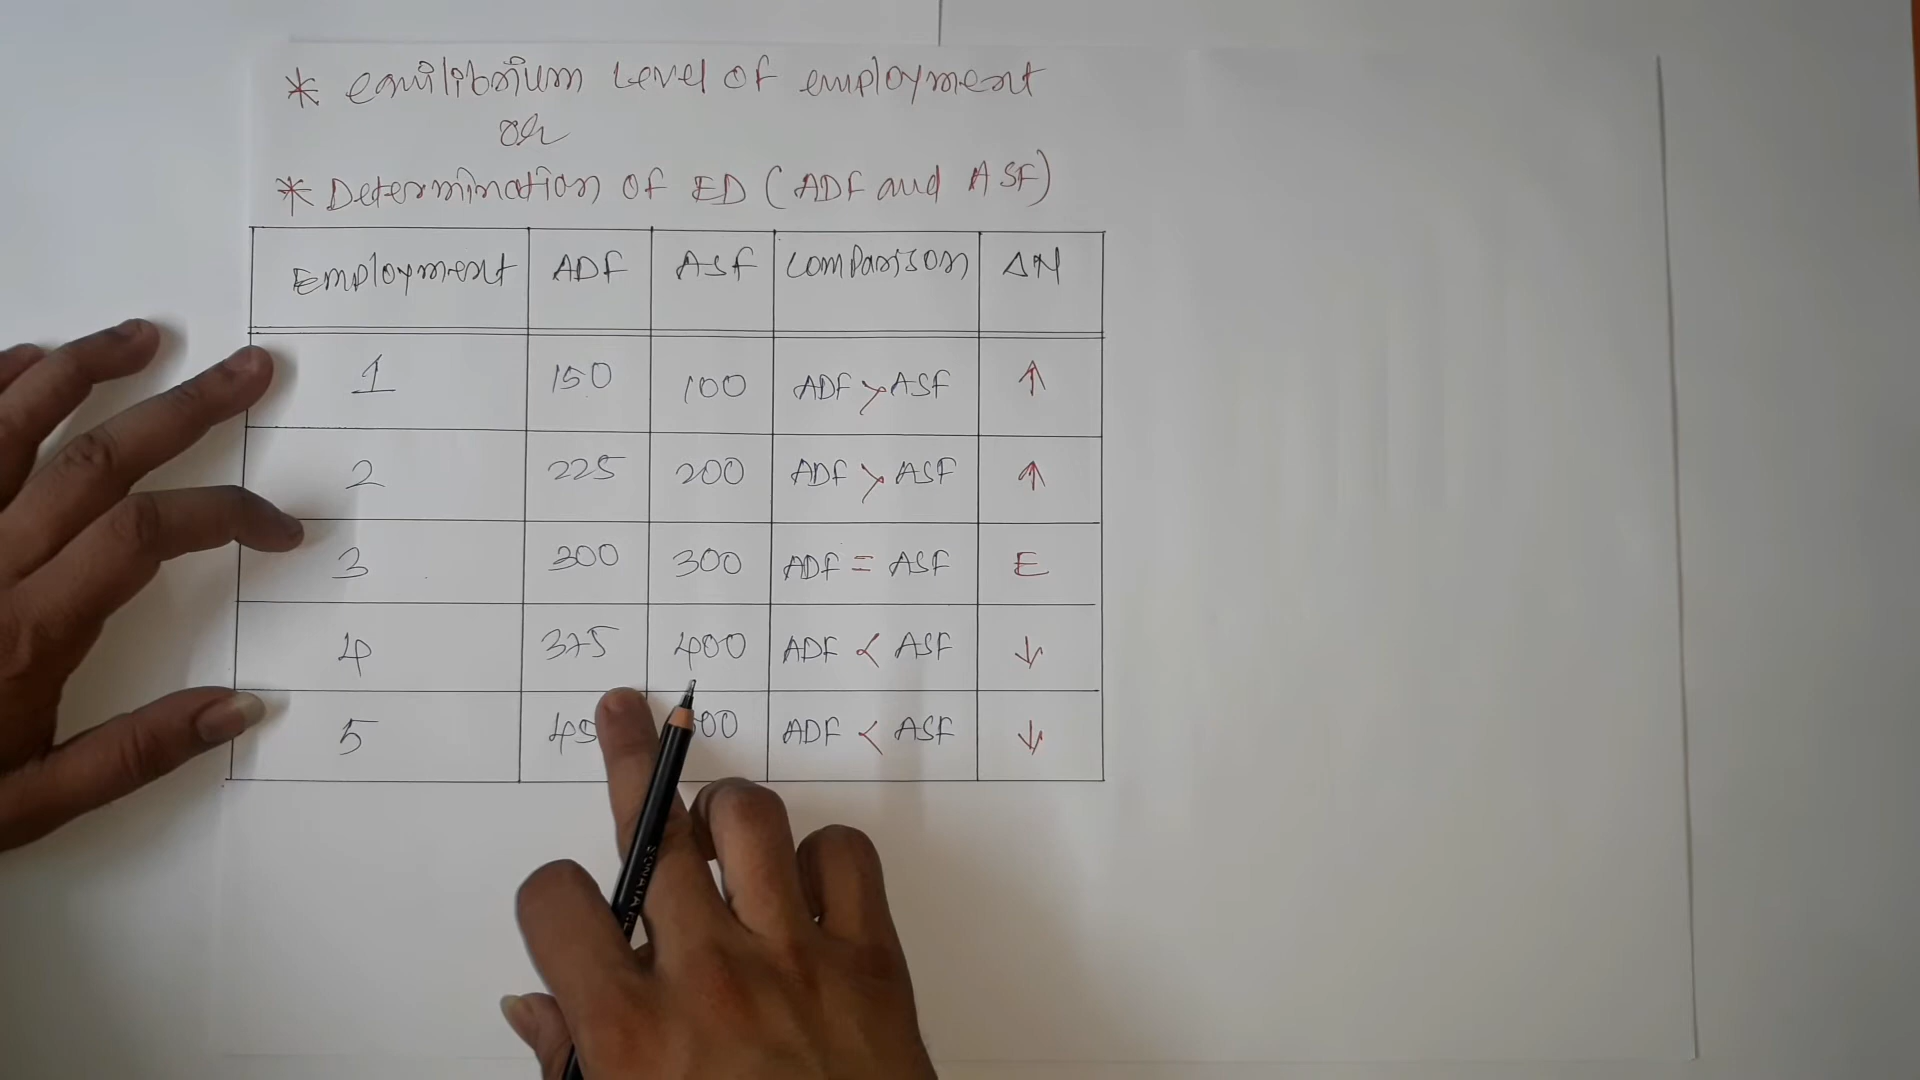 * equilibrium Level of employment
or
* Determination of ED (ADF and ASF)
Employment ADF ASF Comparison ΔN
1 150 100 ADF > ASF ↑
2 225 200 ADF > ASF ↑
3 300 300 ADF = ASF E
4 375 400 ADF < ASF ↓
5 ADF < ASF ↓